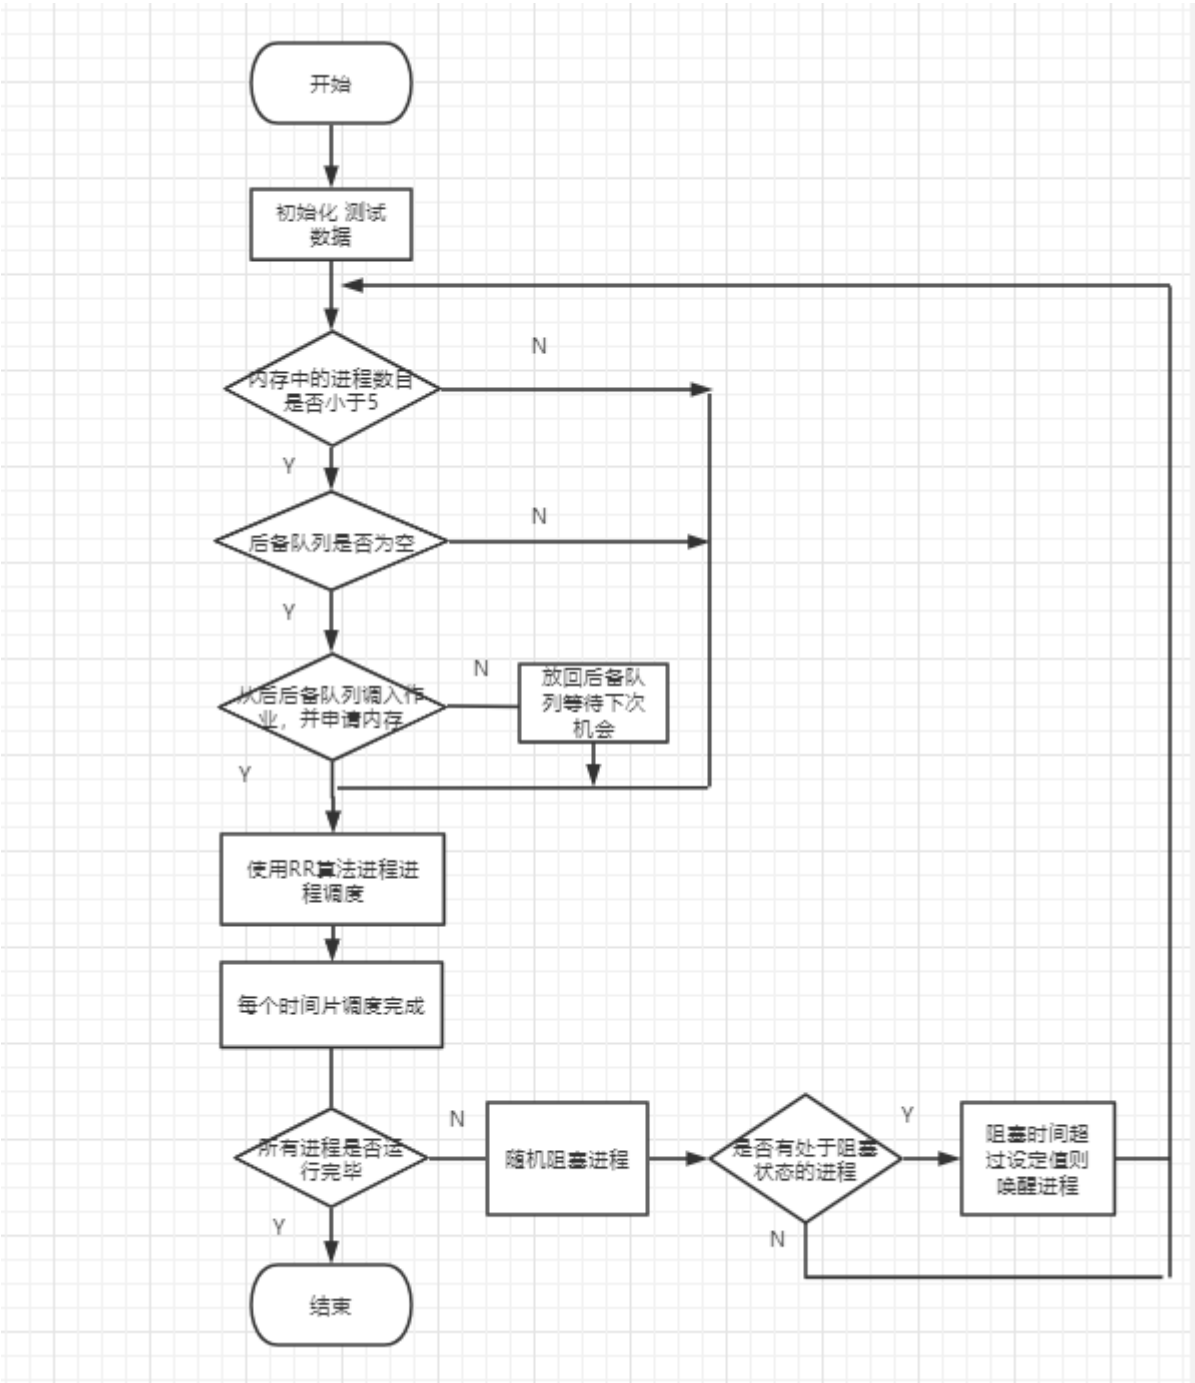 开始
初始化 测试
数据
N
内存中的进程数目
是否小于5
Y
N
后备队列是否为空
Y
N
放回后备队
列等待下次
机会
从后后备队列调入作
业，并申请内存
Y
使用RR算法进程进
程调度
每个时间片调度完成
所有进程是否运
行完毕
N
随机阻塞进程
是否有处于阻塞
状态的进程
Y
阻塞时间超
过设定值则
唤醒进程
Y
N
结束